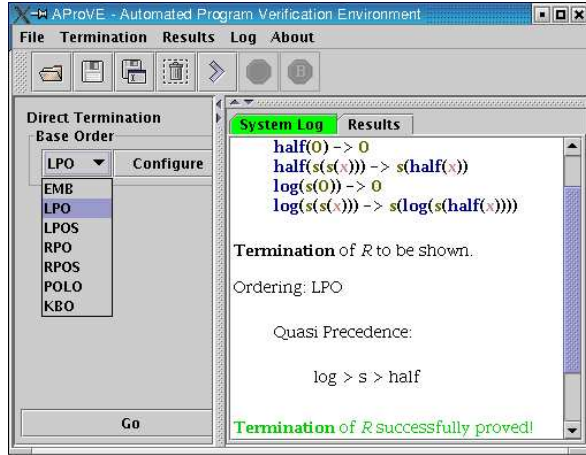 AProVE - Automated Program Verification Environment
File Termination Results Log About
Direct Termination
Base Order
LPO Configure
EMB
LPO
LPOS
RPO
RPOS
POLO
KBO
Go
System Log Results
half(0) -> 0
half(s(s(x))) -> s(half(x))
log(s(0)) -> 0
log(s(s(x))) -> s(log(s(half(x))))
Termination of R to be shown.
Ordering: LPO
Quasi Precedence:
log > s > half
Termination of R successfully proved!